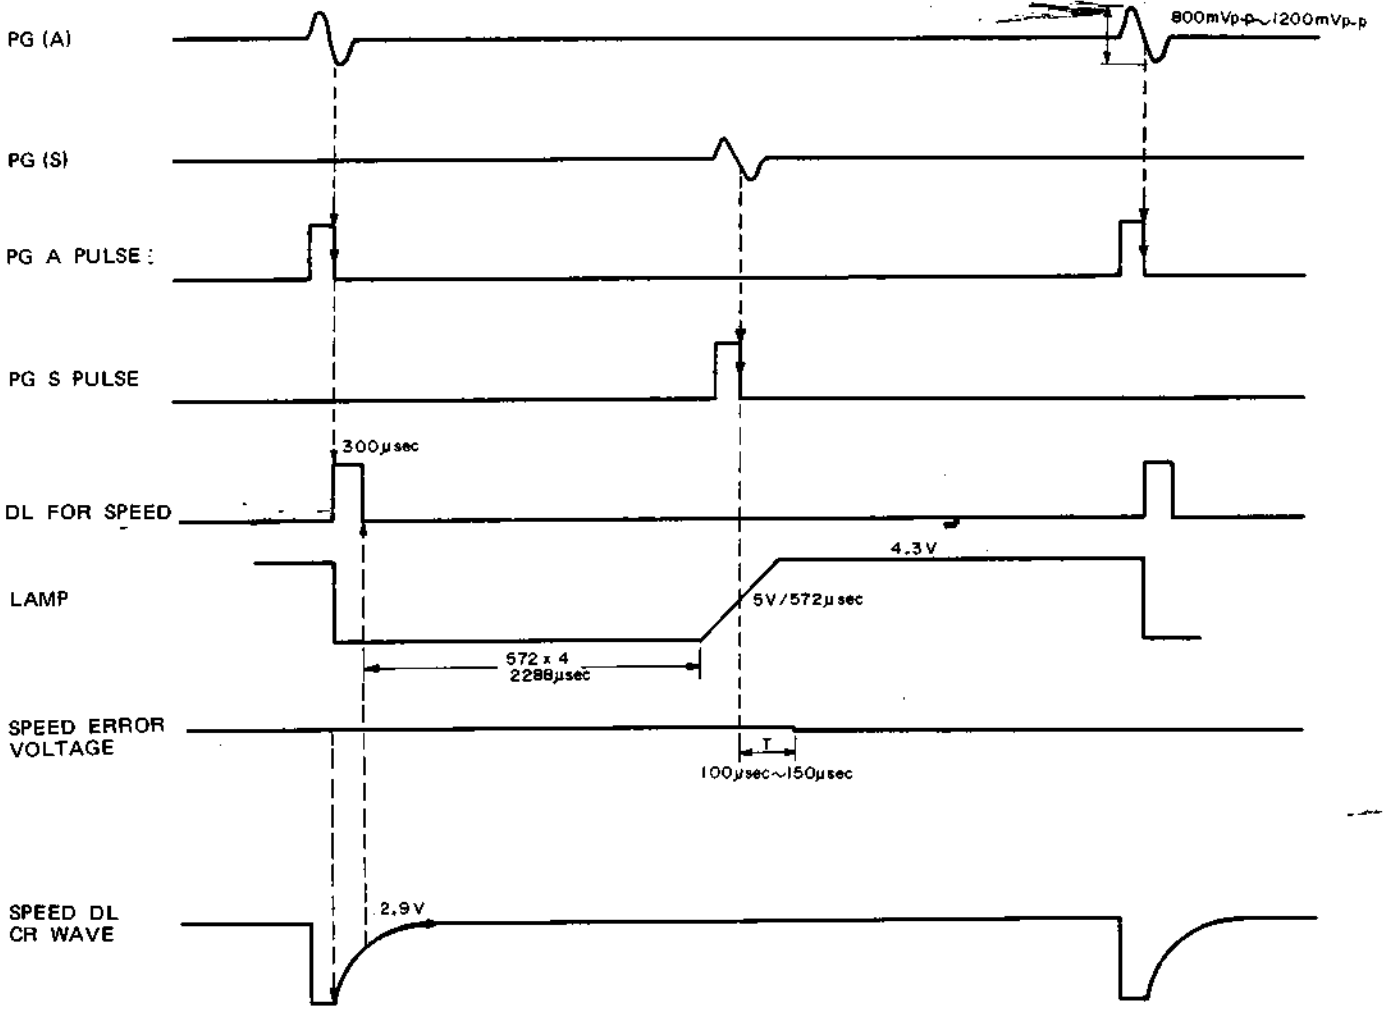 PG (A)
800mVp-p~1200mVp-p
PG (S)
PG A PULSE
PG S PULSE
300μsec
DL FOR SPEED
4.3V
LAMP
5V/572μsec
572 x 4
2288μsec
SPEED ERROR
VOLTAGE
T
100μsec~150μsec
2.9V
SPEED DL
CR WAVE